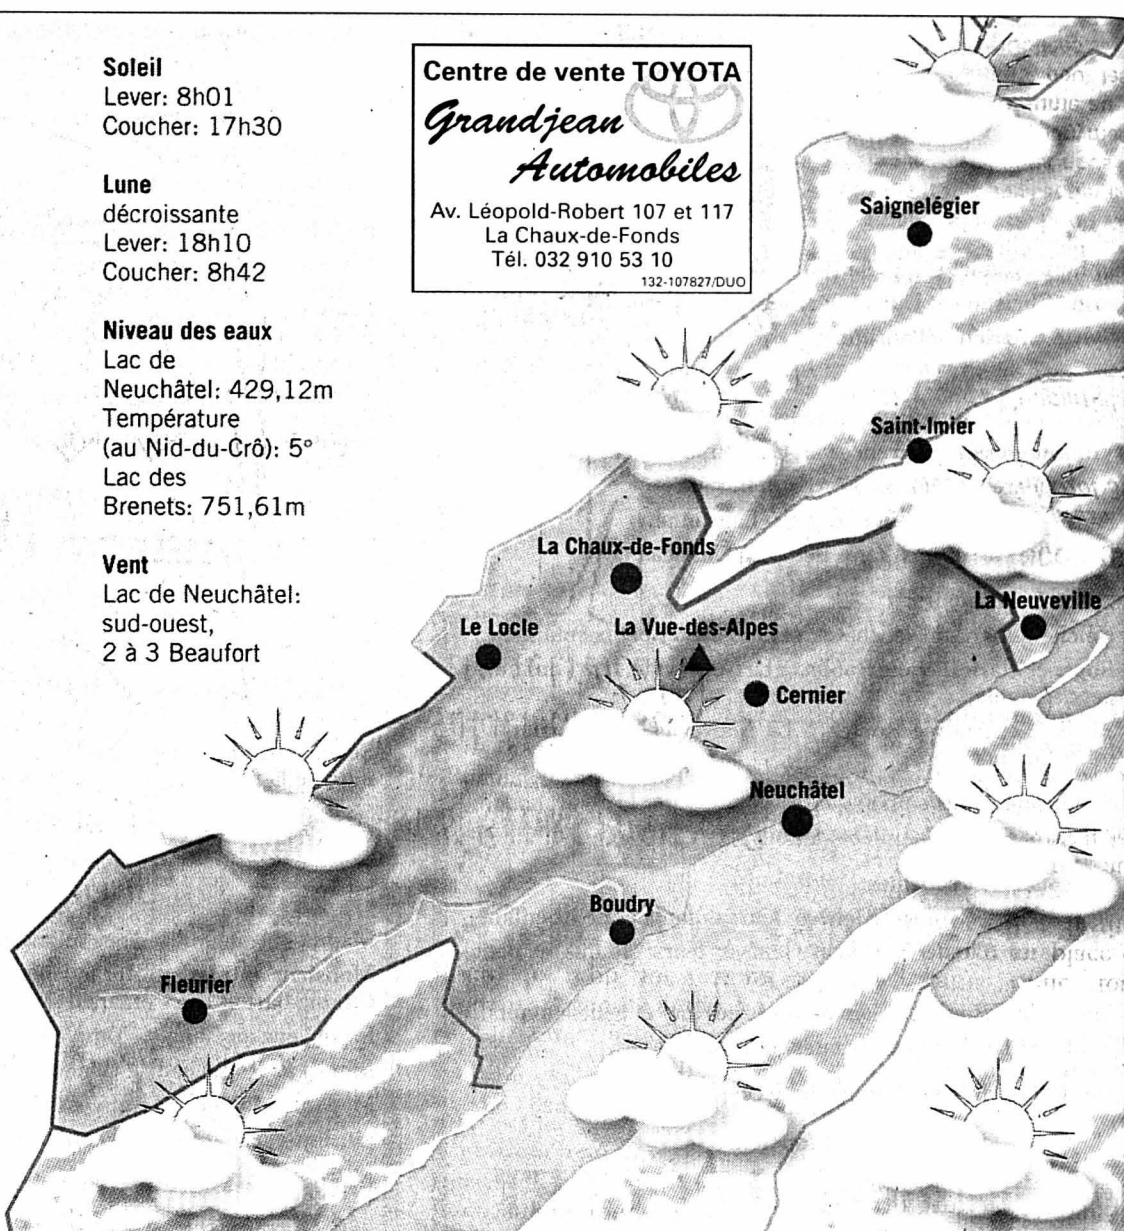 Soleil
Lever: 8h01
Coucher: 17h30
Lune
décroissante
Lever: 18h10
Coucher: 8h42
Niveau des eaux
Lac de
Neuchâtel: 429,12m
Température
(au Nid-du-Crô): 5°
Lac des
Brenets: 751,61m
Vent
Lac de Neuchâtel:
sud-ouest,
2 à 3 Beaufort
Centre de vente TOYOTA
Grandjean
Automobiles
Av. Léopold-Robert 107 et 117
La Chaux-de-Fonds
Tél. 032 910 53 10
132-107827/DUO
Saignelégier
Saint-Imier
La Chaux-de-Fonds
La Neuveville
Le Locle
La Vue-des-Alpes
Cernier
Neuchâtel
Boudry
Fleurier